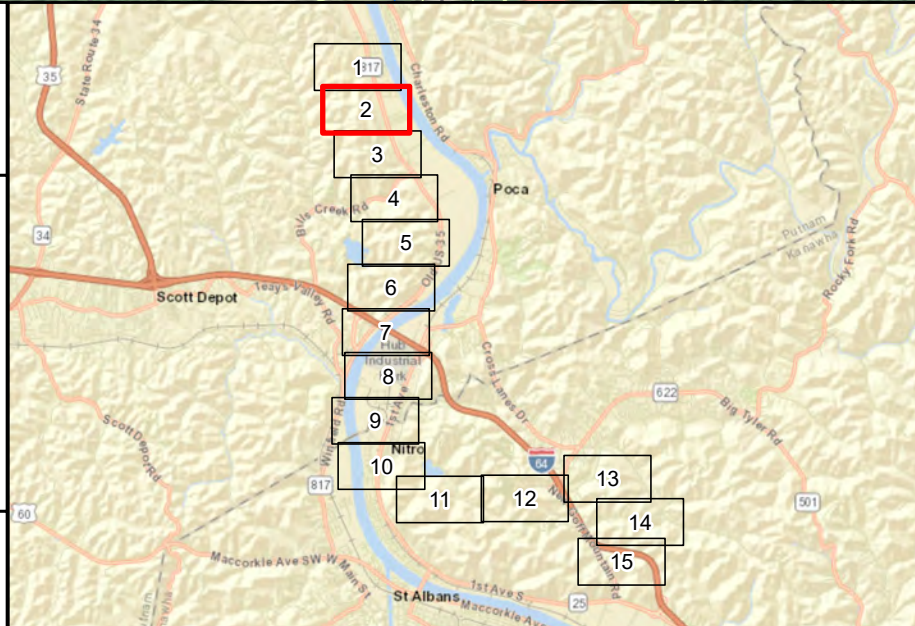 State Route 34
35
1
817
Charleston Rd
2
3
Poca
4
Bills Creek Rd
34
5
Old US 35
Putnam
Kanawha
Rocky Fork Rd
6
Scott Depot
Teays Valley Rd
7
Hub
Industrial
8
Cross Lanes Dr
622
Big Tyler Rd
1st Ave
9
Scott Depot Rd
Nitro
10
64
13
817
11
12
501
60
14
15
Maccorkle Ave SW
W Main St
1st Ave S
St Albans
Maccorkle Ave
25